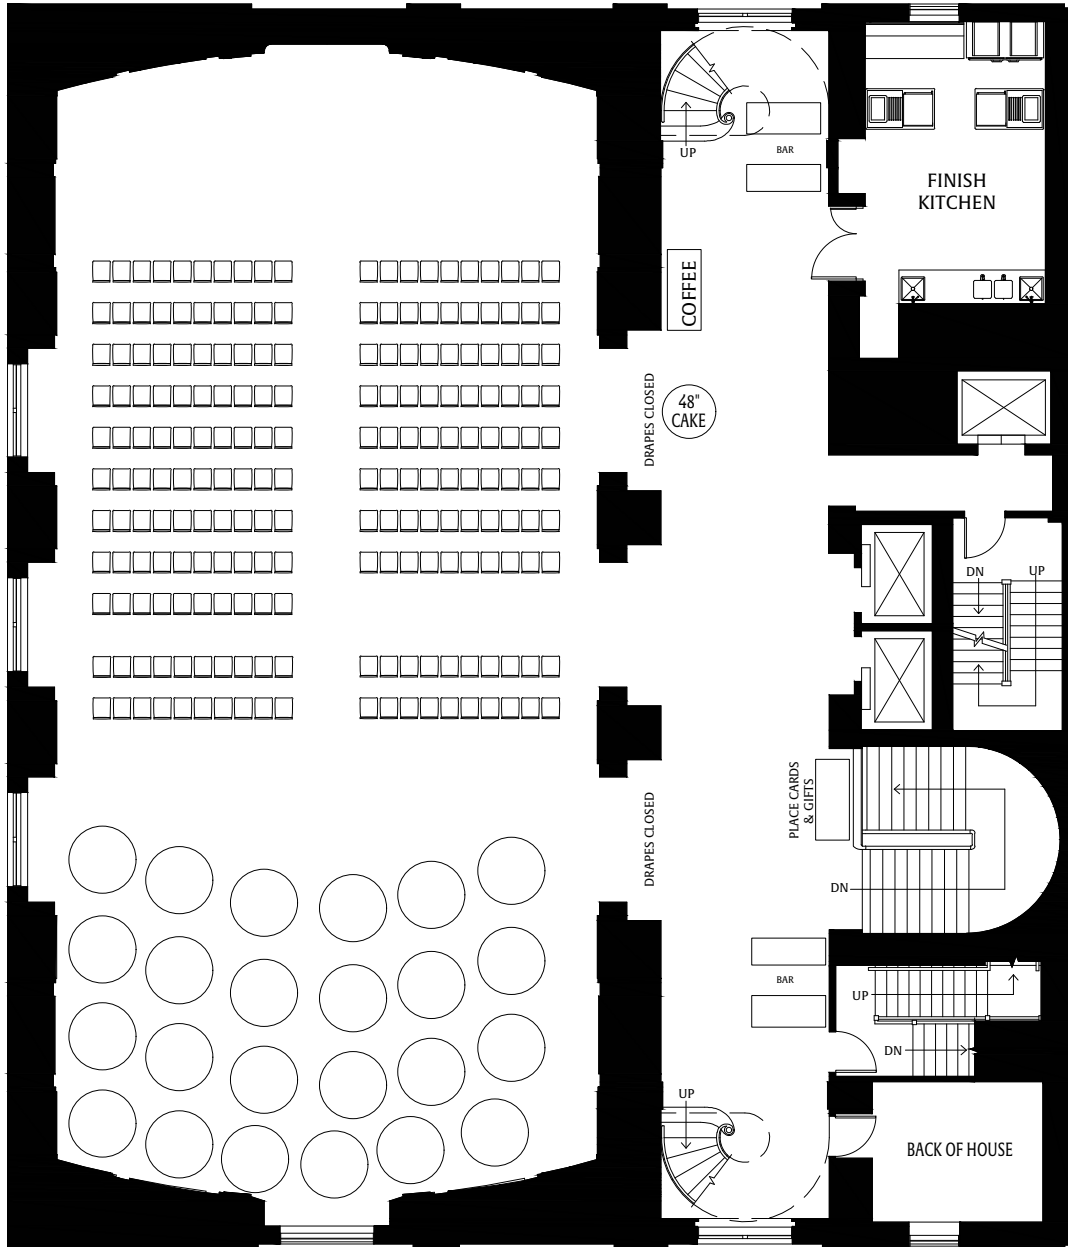 UP
BAR
FINISH
KITCHEN
COFFEE
DRAPES CLOSED
48"
CAKE
DN
UP
PLACE CARDS
& GIFTS
DRAPES CLOSED
DN
BAR
UP
DN
UP
BACK OF HOUSE